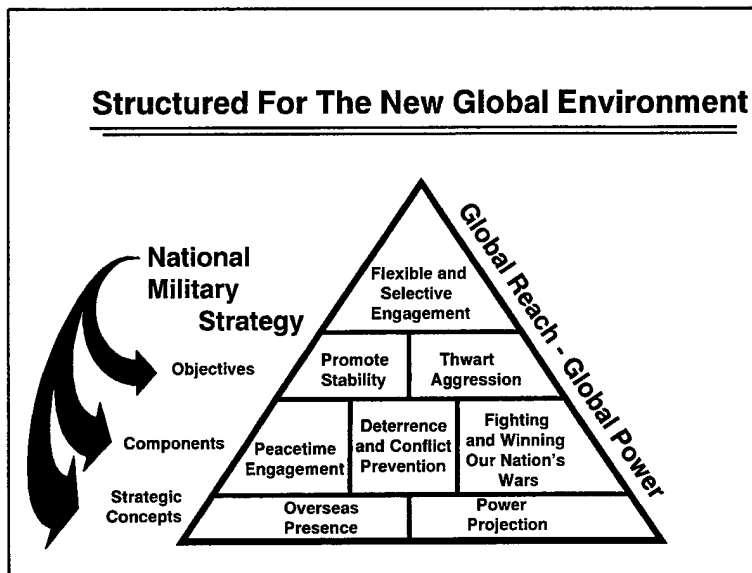 Structured For The New Global Environment
National
Military
Strategy
Objectives
Components
Strategic
Concepts
Flexible and
Selective
Engagement
Promote
Stability
Thwart
Aggression
Peacetime
Engagement
Deterrence
and Conflict
Prevention
Fighting
and Winning
Our Nation's
Wars
Overseas
Presence
Power
Projection
Global Reach - Global Power